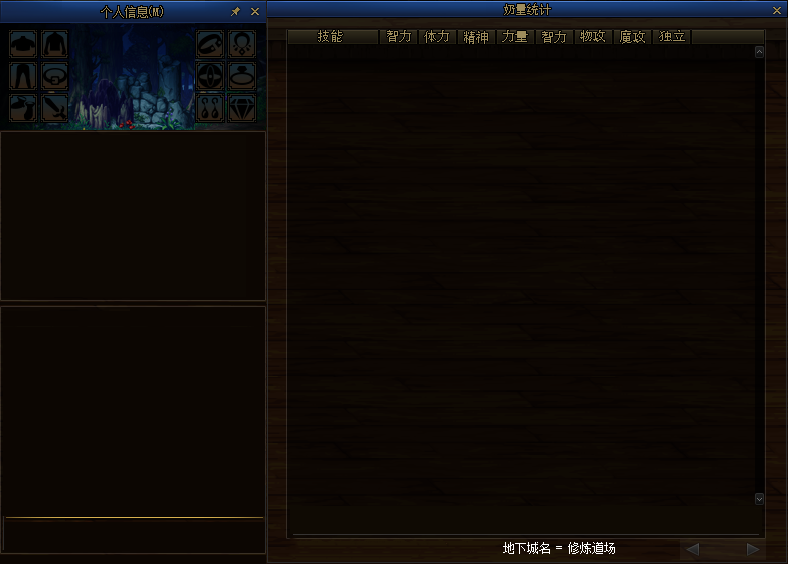 个人信息(M)
奶量统计
技能 智力 体力 精神 力量 智力 物攻 魔攻 独立
地下城名 = 修炼道场